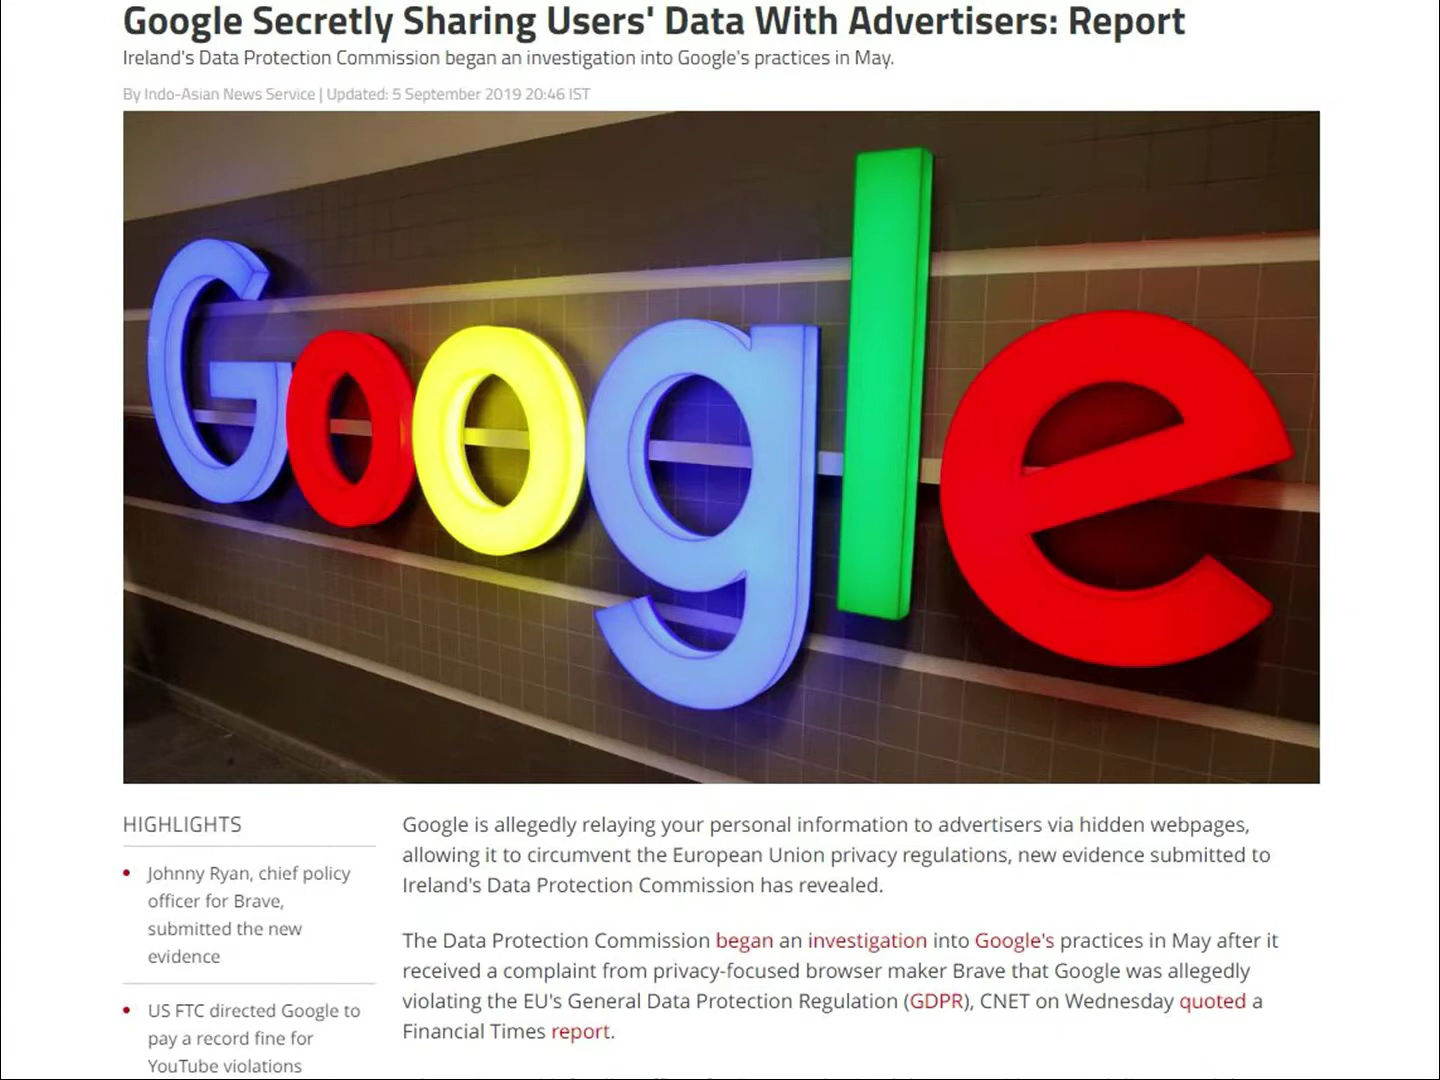 Google Secretly Sharing Users' Data With Advertisers: Report
Ireland's Data Protection Commission began an investigation into Google's practices in May.
By Indo-Asian News Service | Updated: 5 September 2019 20:46 IST
Google
HIGHLIGHTS
Johnny Ryan, chief policy
officer for Brave,
submitted the new
evidence
US FTC directed Google to
pay a record fine for
YouTube violations
Google is allegedly relaying your personal information to advertisers via hidden webpages,
allowing it to circumvent the European Union privacy regulations, new evidence submitted to
Ireland's Data Protection Commission has revealed.
The Data Protection Commission began an investigation into Google's practices in May after it
received a complaint from privacy-focused browser maker Brave that Google was allegedly
violating the EU's General Data Protection Regulation (GDPR), CNET on Wednesday quoted a
Financial Times report.